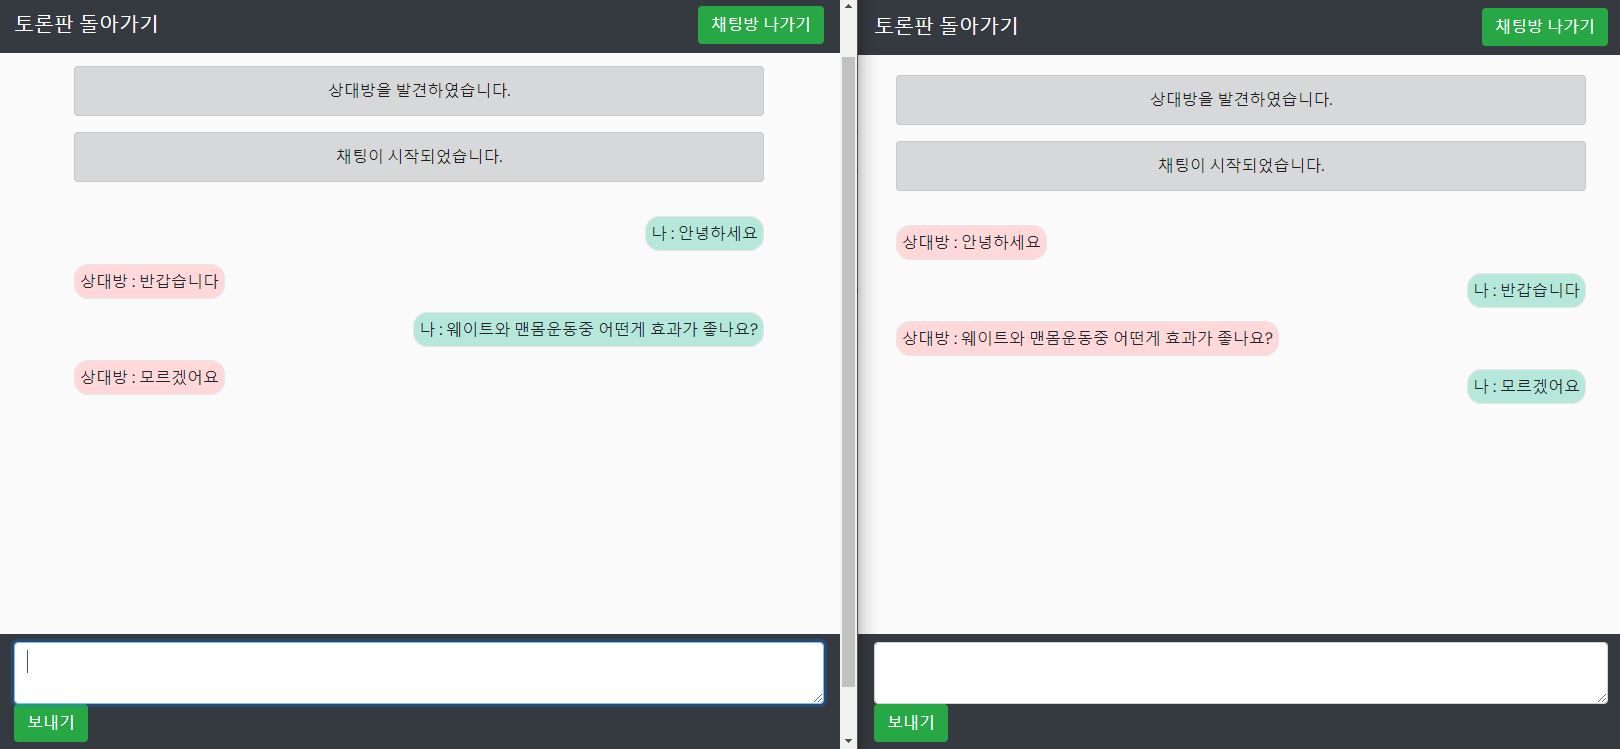 토론판 돌아가기
채팅방 나가기
상대방을 발견하였습니다.
채팅이 시작되었습니다.
나 : 안녕하세요
상대방 : 반갑습니다
나 : 웨이트와 맨몸운동중 어떤게 효과가 좋나요?
상대방 : 모르겠어요
보내기
토론판 돌아가기
채팅방 나가기
상대방을 발견하였습니다.
채팅이 시작되었습니다.
상대방 : 안녕하세요
나 : 반갑습니다
상대방 : 웨이트와 맨몸운동중 어떤게 효과가 좋나요?
나 : 모르겠어요
보내기